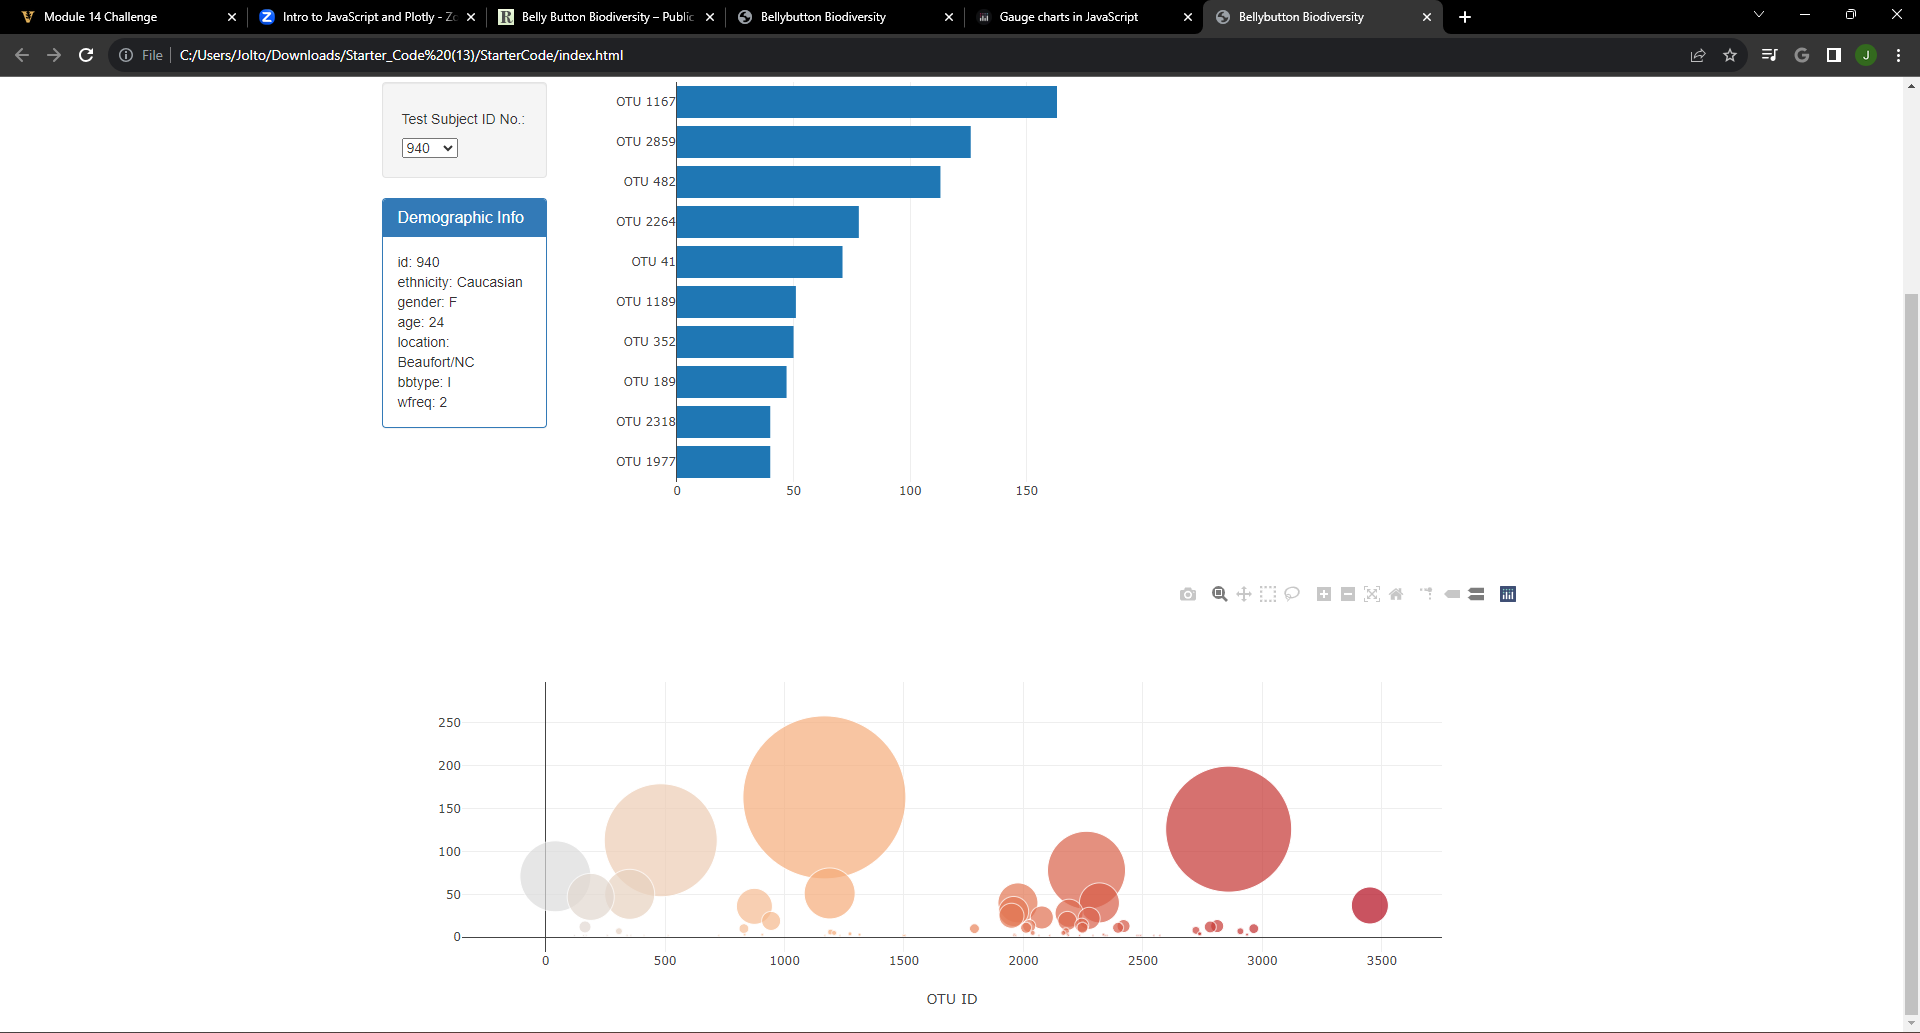 Module 14 Challenge
Intro to JavaScript and Plotly - Zo
Belly Button Biodiversity – Public
Bellybutton Biodiversity
Gauge charts in JavaScript
Bellybutton Biodiversity
File
C:/Users/Jolto/Downloads/Starter_Code%20(13)/StarterCode/index.html
J
Test Subject ID No.:
940
Demographic Info
id: 940
ethnicity: Caucasian
gender: F
age: 24
location:
Beaufort/NC
bbtype: I
wfreq: 2
OTU 1167
OTU 2859
OTU 482
OTU 2264
OTU 41
OTU 1189
OTU 352
OTU 189
OTU 2318
OTU 1977
0 50 100 150
250
200
150
100
50
0
0 500 1000 1500 2000 2500 3000 3500
OTU ID